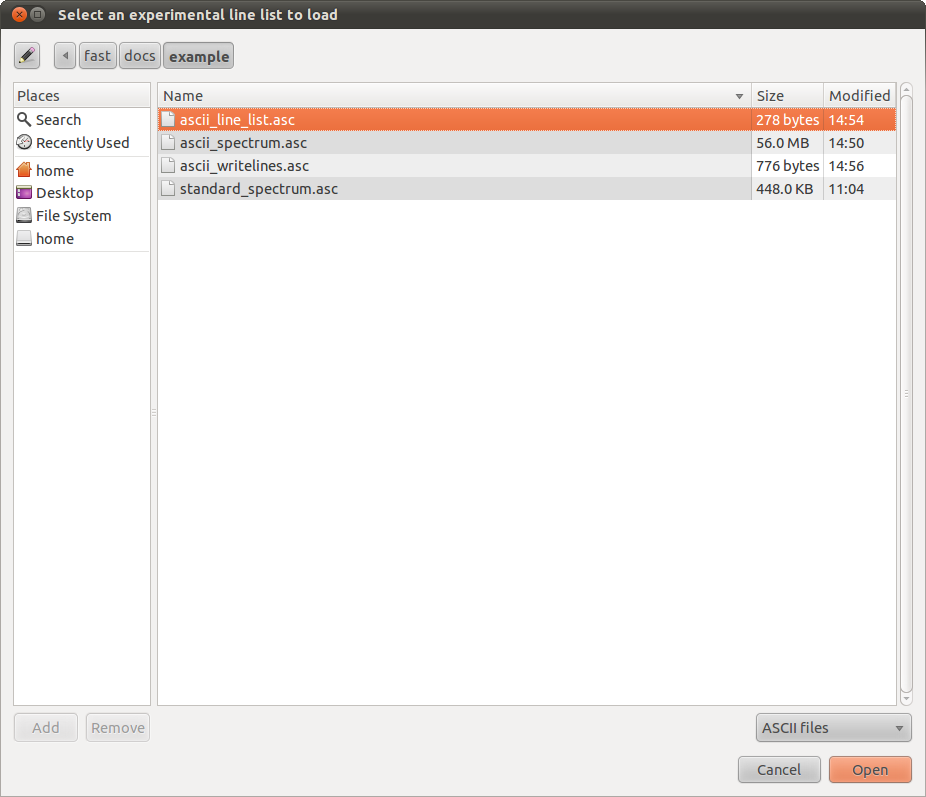 Select an experimental line list to load
fast docs example
Places
Search
Recently Used
home
Desktop
File System
home
Name Size Modified
ascii_line_list.asc 278 bytes 14:54
ascii_spectrum.asc 56.0 MB 14:50
ascii_writelines.asc 776 bytes 14:56
standard_spectrum.asc 448.0 KB 11:04
Add Remove ASCII files
Cancel Open